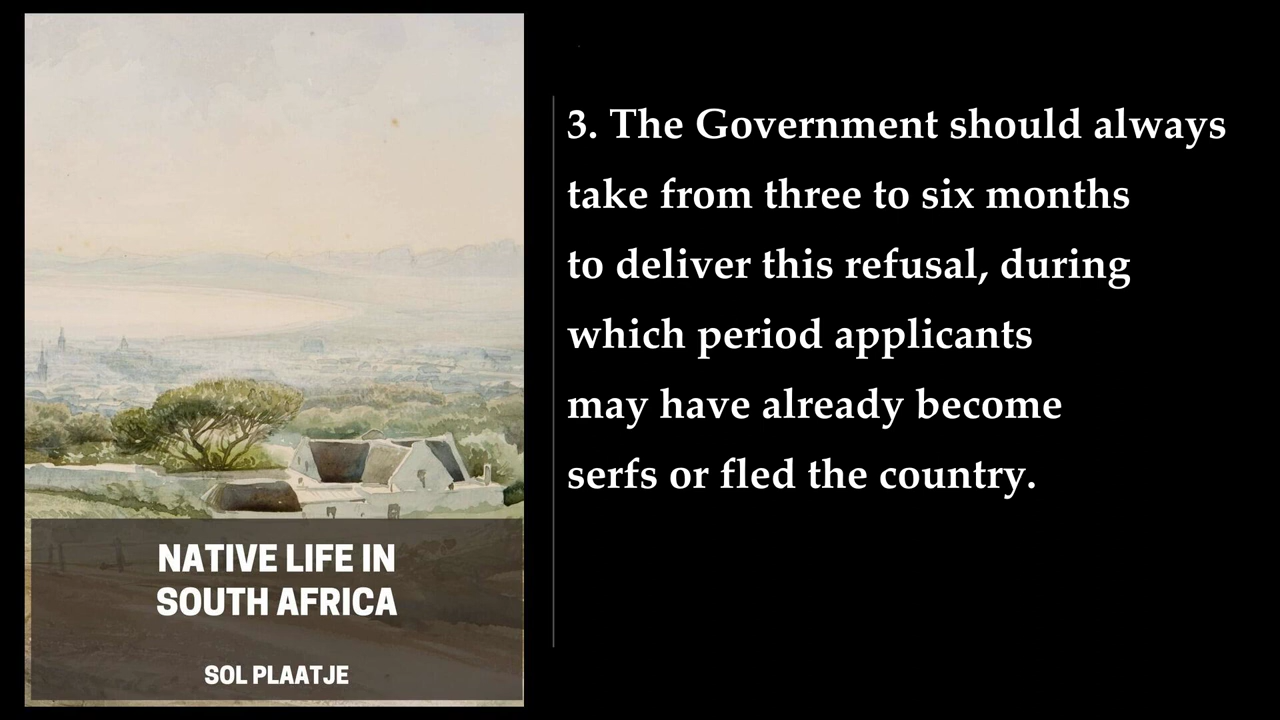 NATIVE LIFE IN
SOUTH AFRICA
SOL PLAATJE
3. The Government should always
take from three to six months
to deliver this refusal, during
which period applicants
may have already become
serfs or fled the country.